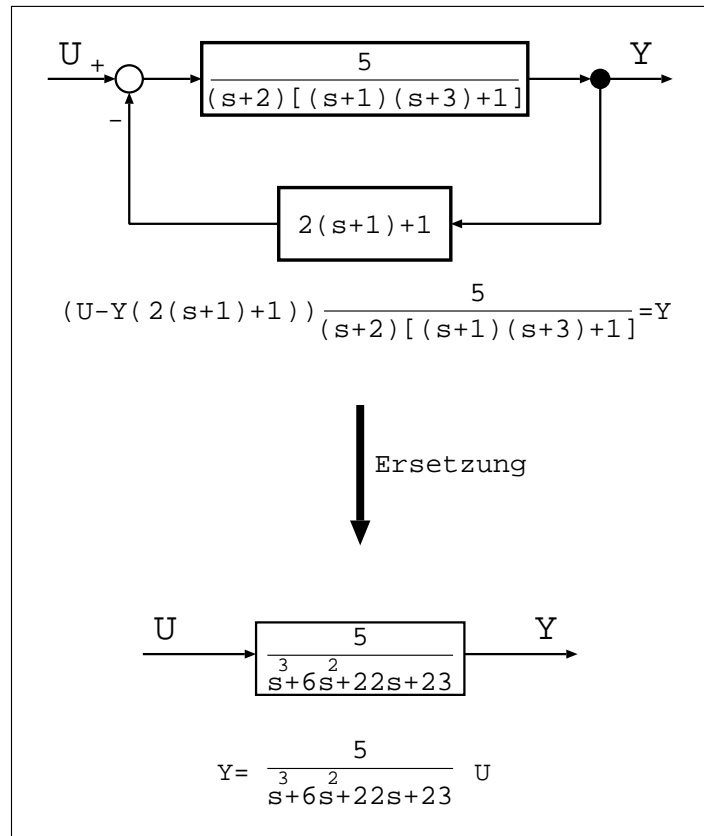 U + 5 Y
(s+2)[(s+1)(s+3)+1]
-
2(s+1)+1
5
(U-Y(2(s+1)+1)) =Y
(s+2)[(s+1)(s+3)+1]
Ersetzung
U 5 Y
s³+6s²+22s+23
5
Y= U
s³+6s²+22s+23